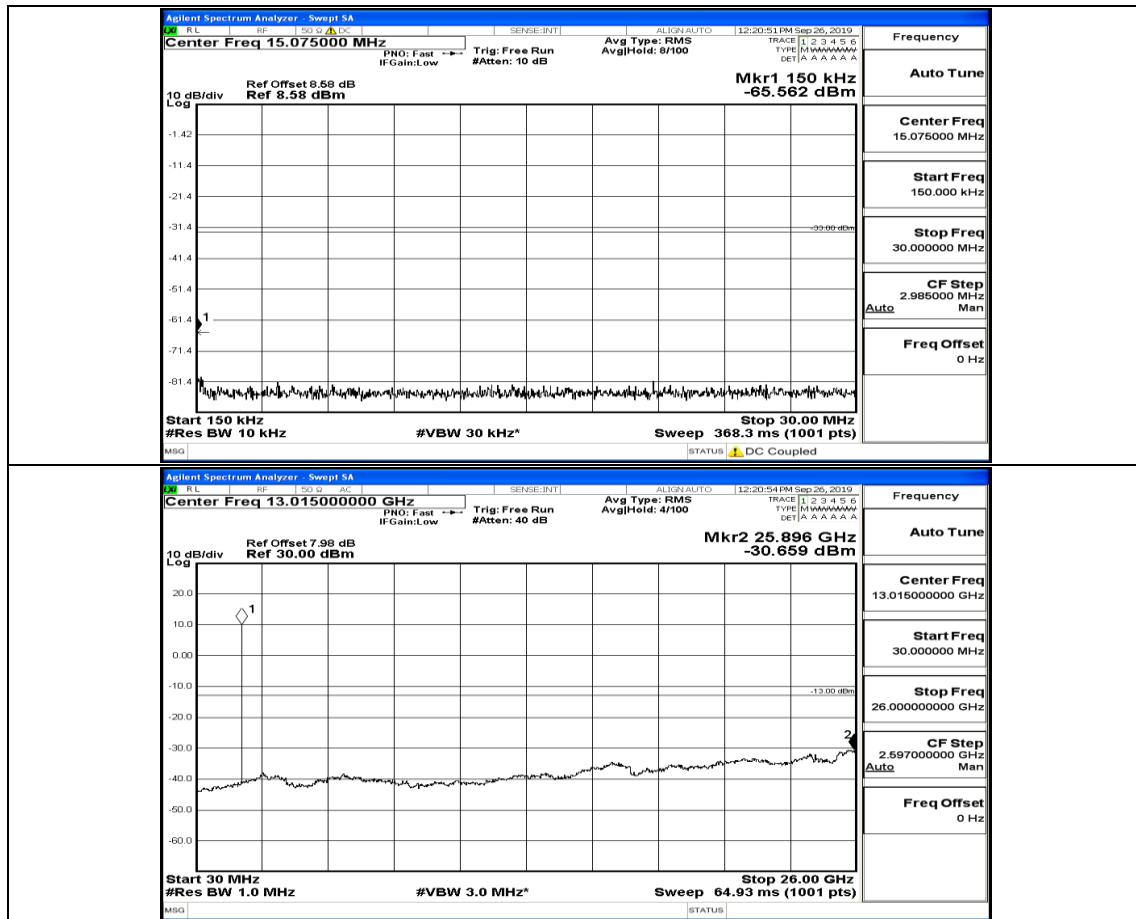 Agilent Spectrum Analyzer - Swept SA
LXI RL RF 50 Ω DC SENSE:INT ALIGN AUTO 12:20:51 PM Sep 26, 2019
Center Freq 15.075000 MHz
PNO: Fast
IFGain:Low
Trig: Free Run
#Atten: 10 dB
Avg Type: RMS
Avg|Hold: 8/100
TRACE 1 2 3 4 5 6
TYPE M
DET A A A A A A
Mkr1 150 kHz
-65.562 dBm
Ref Offset 8.58 dB
10 dB/div Ref 8.58 dBm
Log
-1.42
-11.4
-21.4
-31.4
-33.00 dBm
-41.4
-51.4
-61.4
1
-71.4
-81.4
Start 150 kHz Stop 30.00 MHz
#Res BW 10 kHz #VBW 30 kHz* Sweep 368.3 ms (1001 pts)
MSG STATUS DC Coupled
Frequency
Auto Tune
Center Freq
15.075000 MHz
Start Freq
150.000 kHz
Stop Freq
30.000000 MHz
CF Step
2.985000 MHz
Auto Man
Freq Offset
0 Hz
Agilent Spectrum Analyzer - Swept SA
LXI RL RF 50 Ω AC SENSE:INT ALIGN AUTO 12:20:54 PM Sep 26, 2019
Center Freq 13.015000000 GHz
PNO: Fast
IFGain:Low
Trig: Free Run
#Atten: 40 dB
Avg Type: RMS
Avg|Hold: 4/100
TRACE 1 2 3 4 5 6
TYPE M
DET A A A A A A
Mkr2 25.896 GHz
-30.659 dBm
Ref Offset 7.98 dB
10 dB/div Ref 30.00 dBm
Log
20.0
1
10.0
0.00
-10.0
-13.00 dBm
-20.0
2
-30.0
-40.0
-50.0
-60.0
Start 30 MHz Stop 26.00 GHz
#Res BW 1.0 MHz #VBW 3.0 MHz* Sweep 64.93 ms (1001 pts)
MSG STATUS
Frequency
Auto Tune
Center Freq
13.015000000 GHz
Start Freq
30.000000 MHz
Stop Freq
26.000000000 GHz
CF Step
2.597000000 GHz
Auto Man
Freq Offset
0 Hz